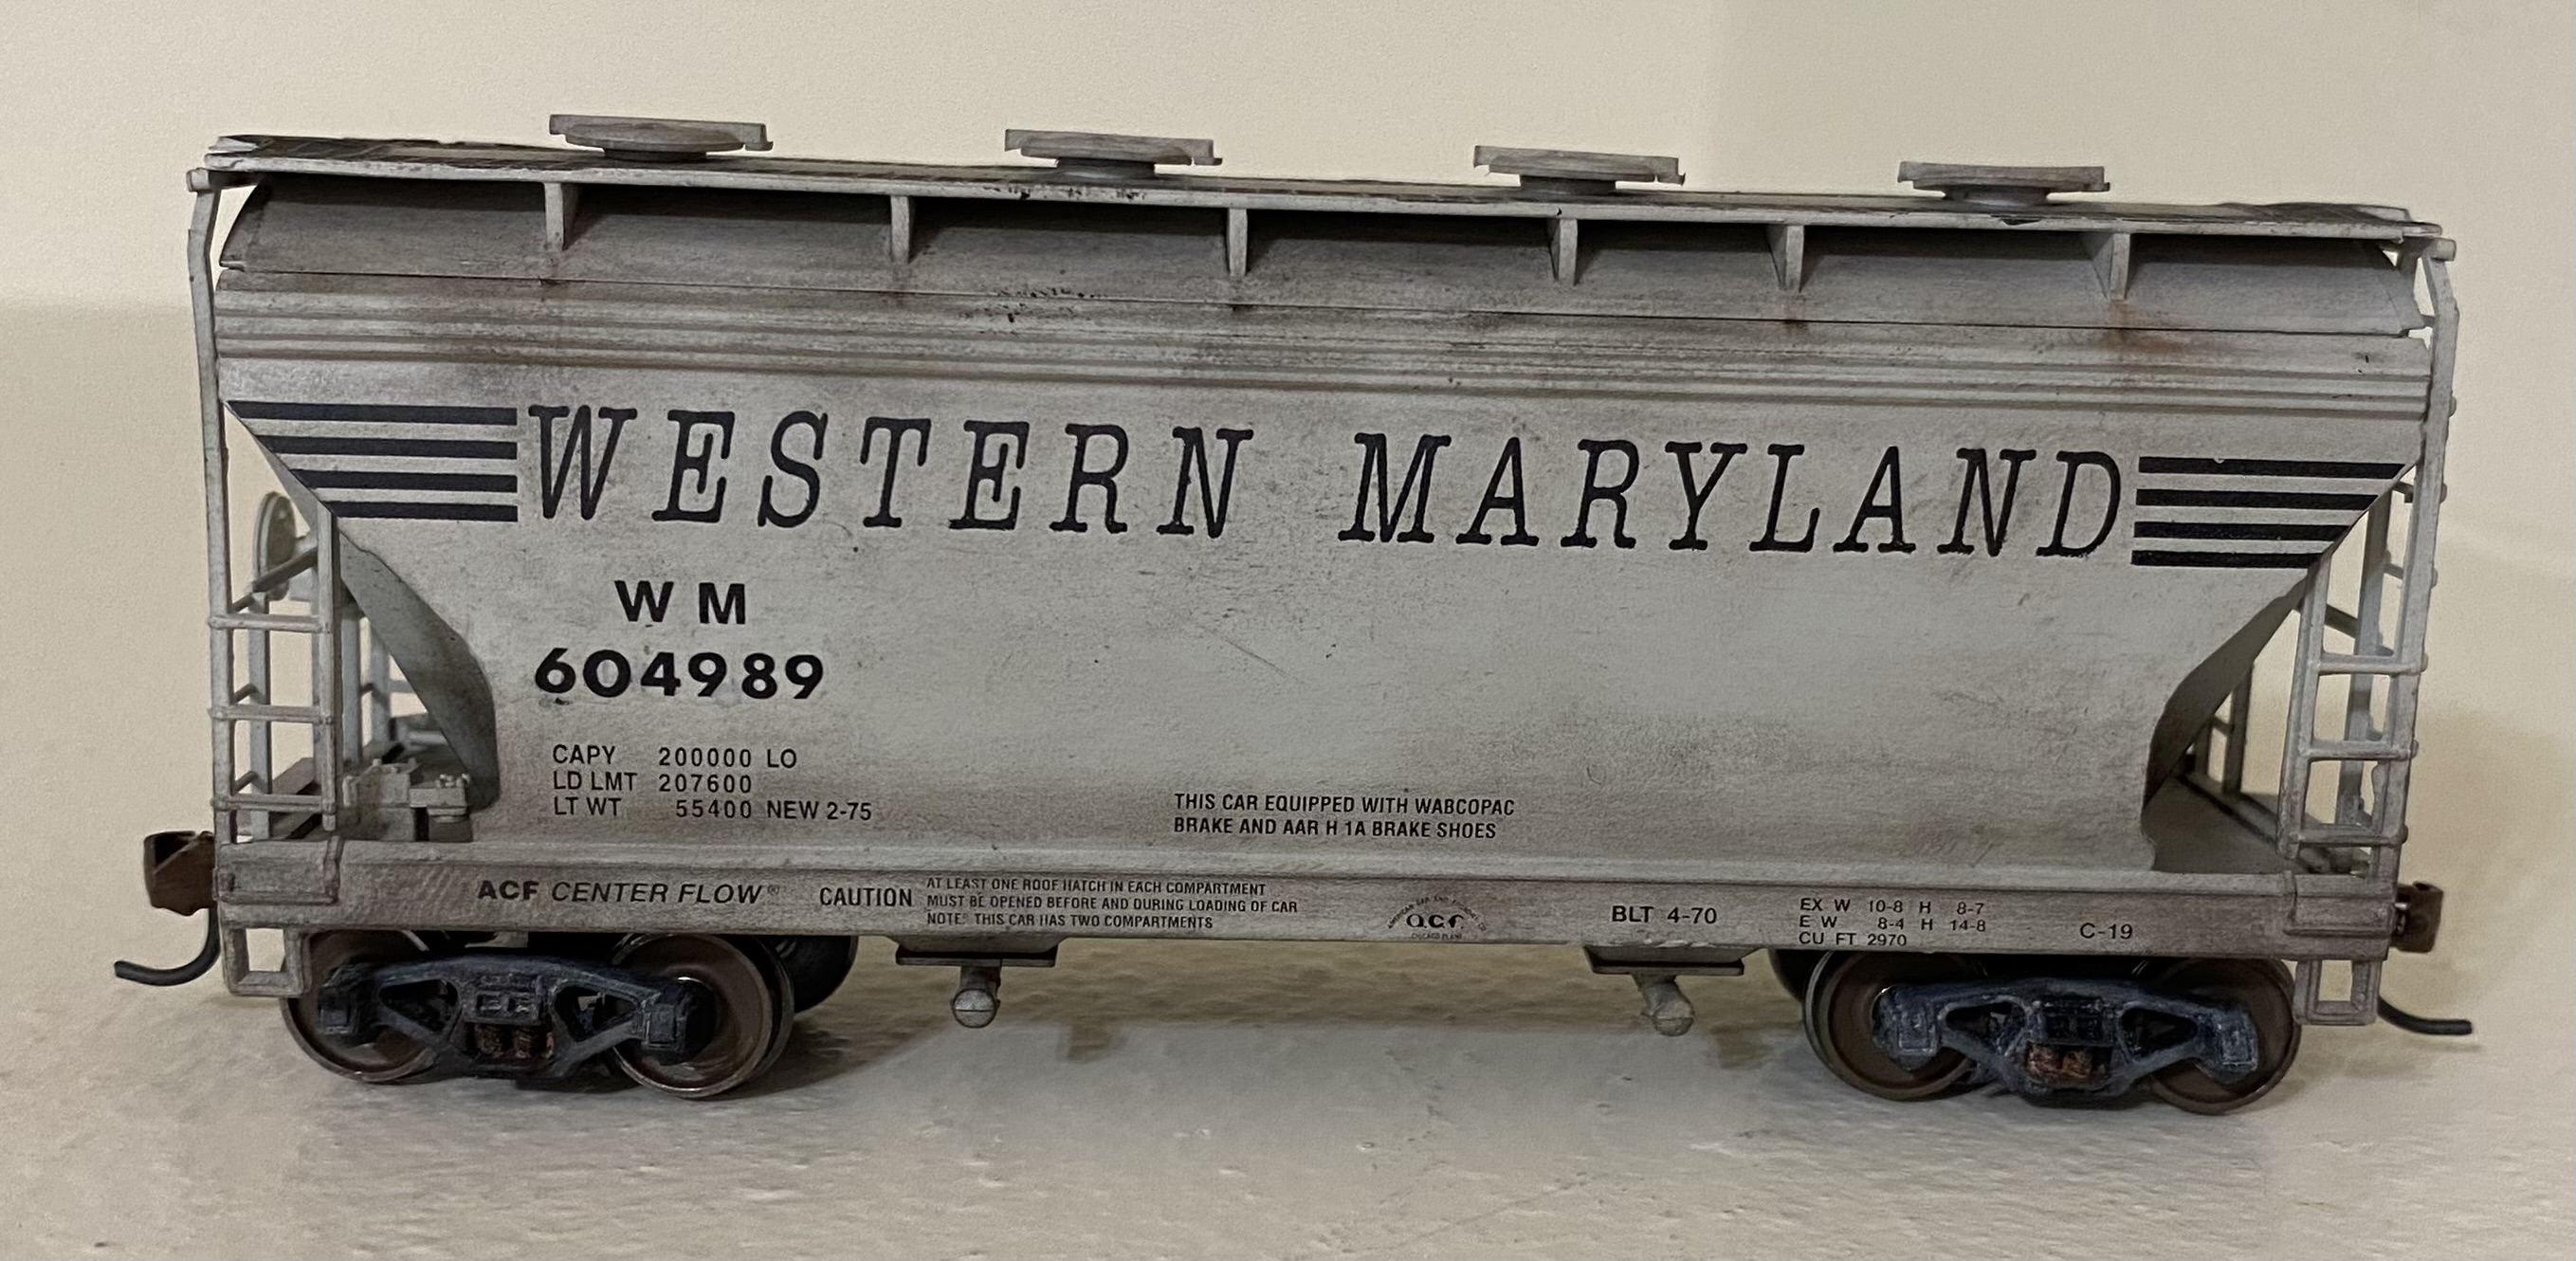 WESTERN MARYLAND
WM
604989
CAPY 200000 LO
LD LMT 207600
LT WT 55400 NEW 2-75
THIS CAR EQUIPPED WITH WABCOPAC
BRAKE AND AAR H 1A BRAKE SHOES
ACF CENTER FLOW®
CAUTION
AT LEAST ONE ROOF HATCH IN EACH COMPARTMENT
MUST BE OPENED BEFORE AND DURING LOADING OF CAR
NOTE: THIS CAR HAS TWO COMPARTMENTS
a.c.f.
BLT 4-70
EX W 10-8 H 8-7
E W 8-4 H 14-8
CU FT 2970
C-19